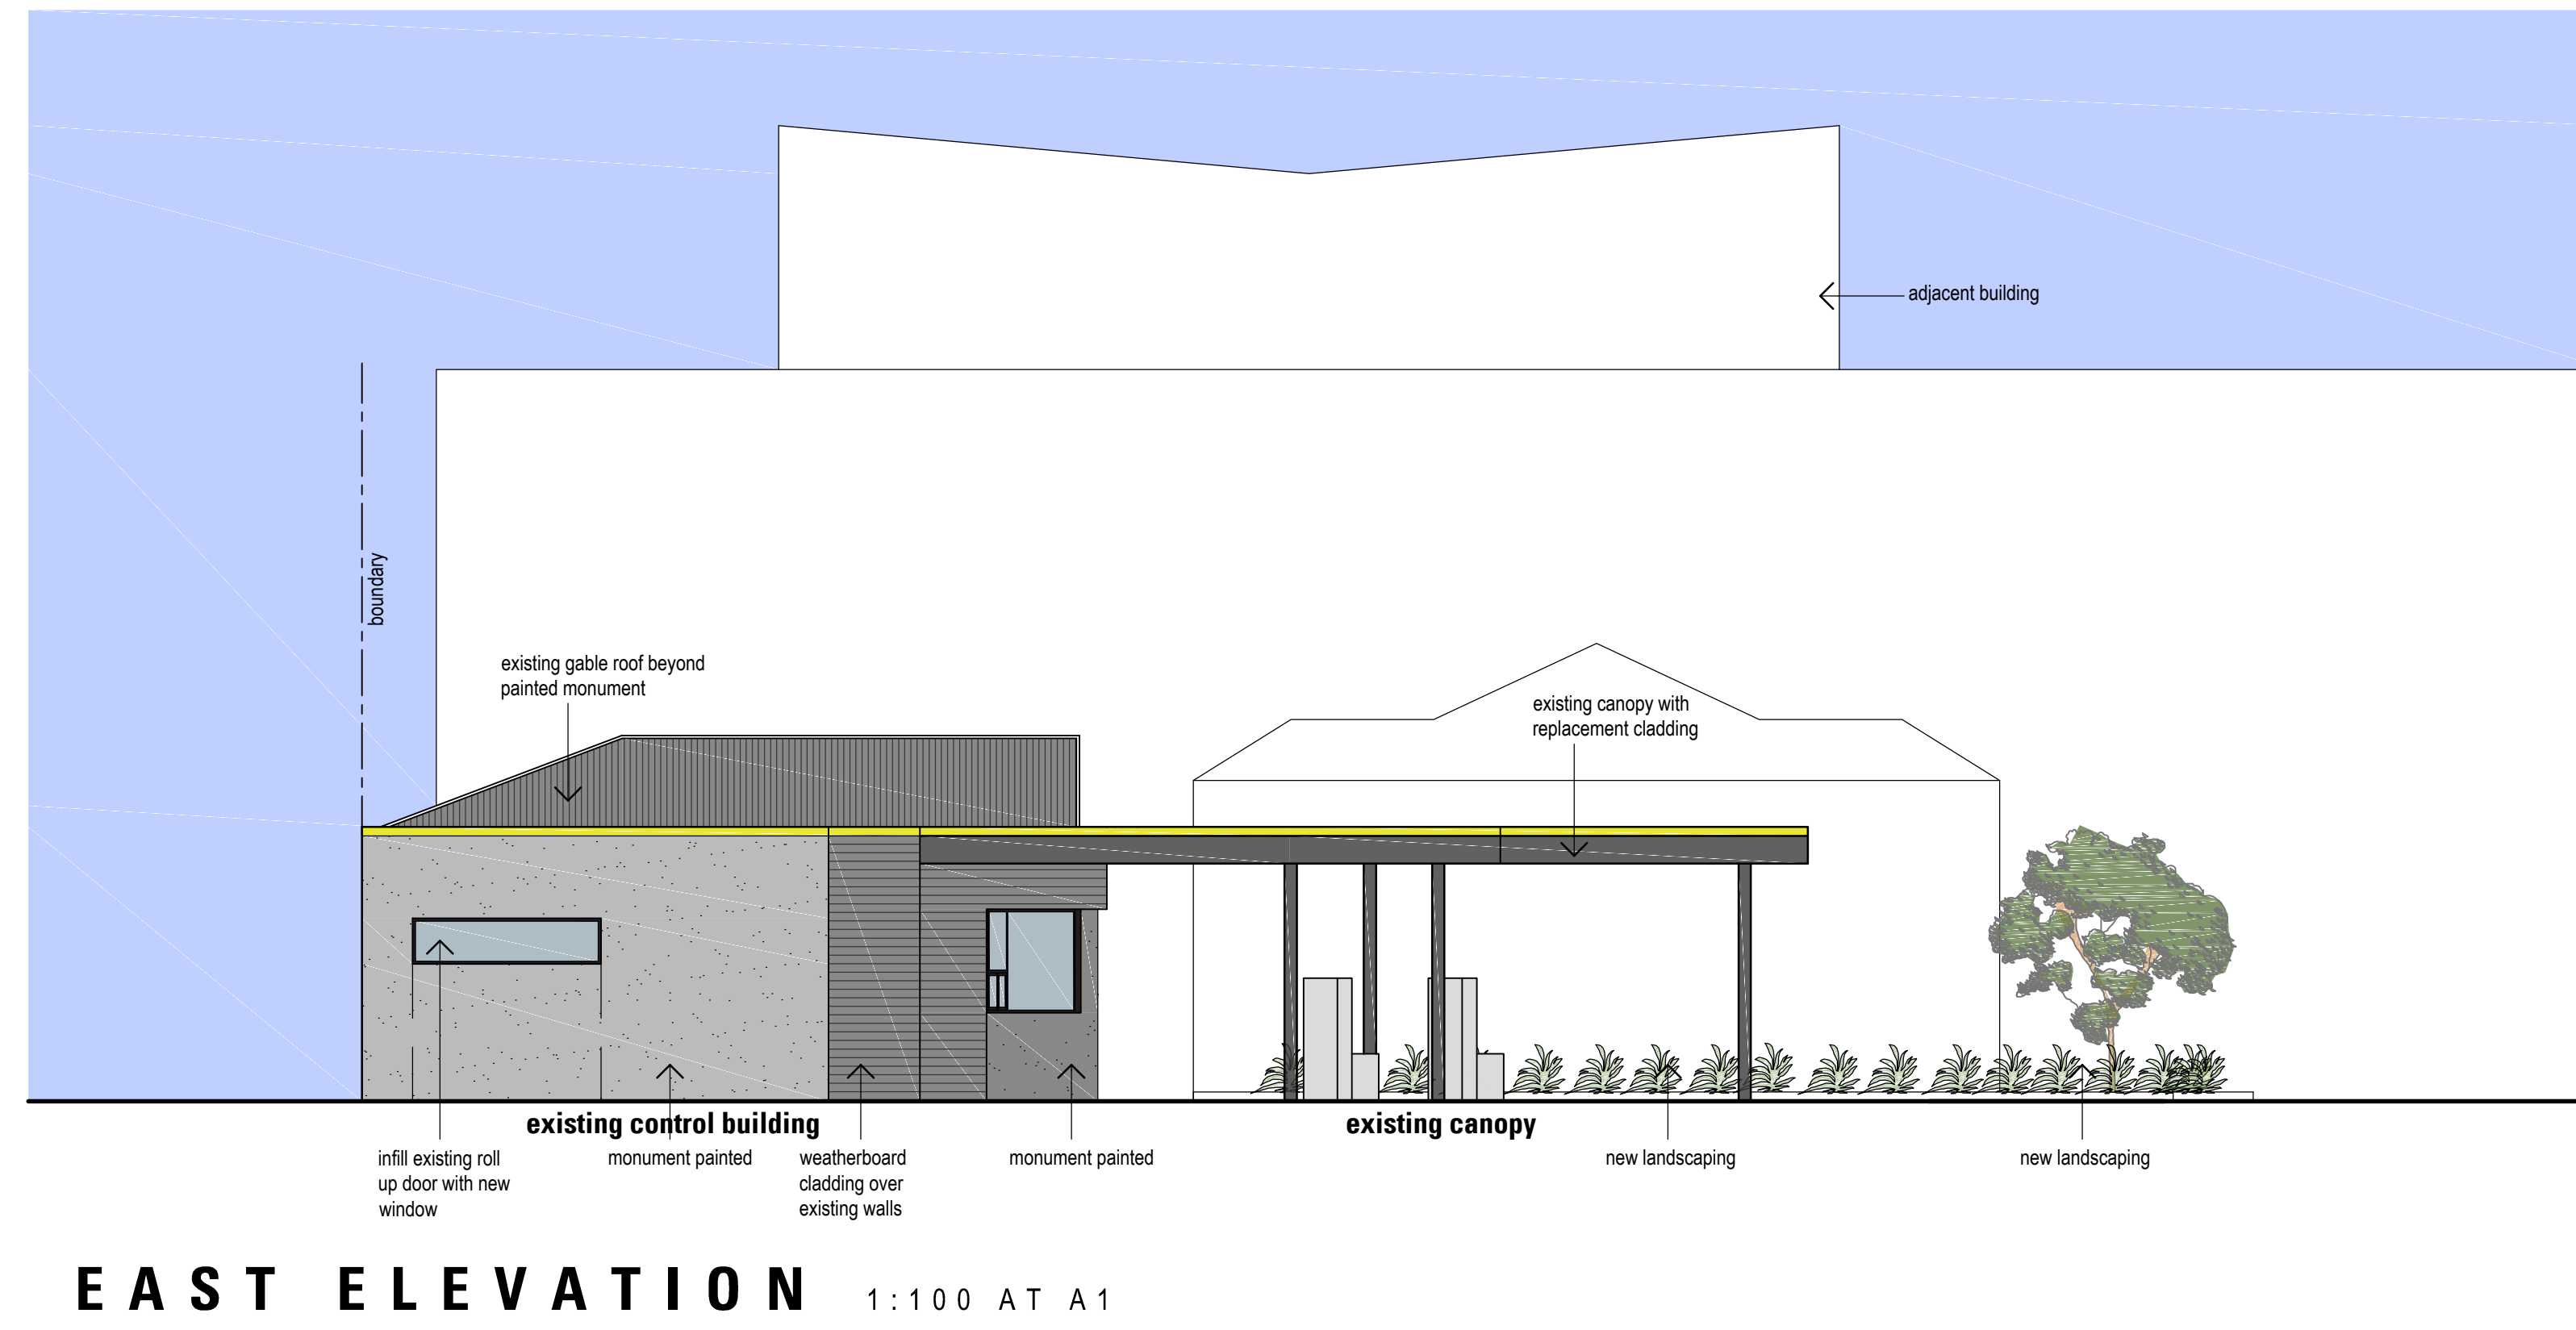 adjacent building
boundary
existing gable roof beyond
painted monument
existing canopy with
replacement cladding
existing control building
existing canopy
infill existing roll
up door with new
window
monument painted
weatherboard
cladding over
existing walls
monument painted
new landscaping
new landscaping
EAST ELEVATION 1:100 AT A1